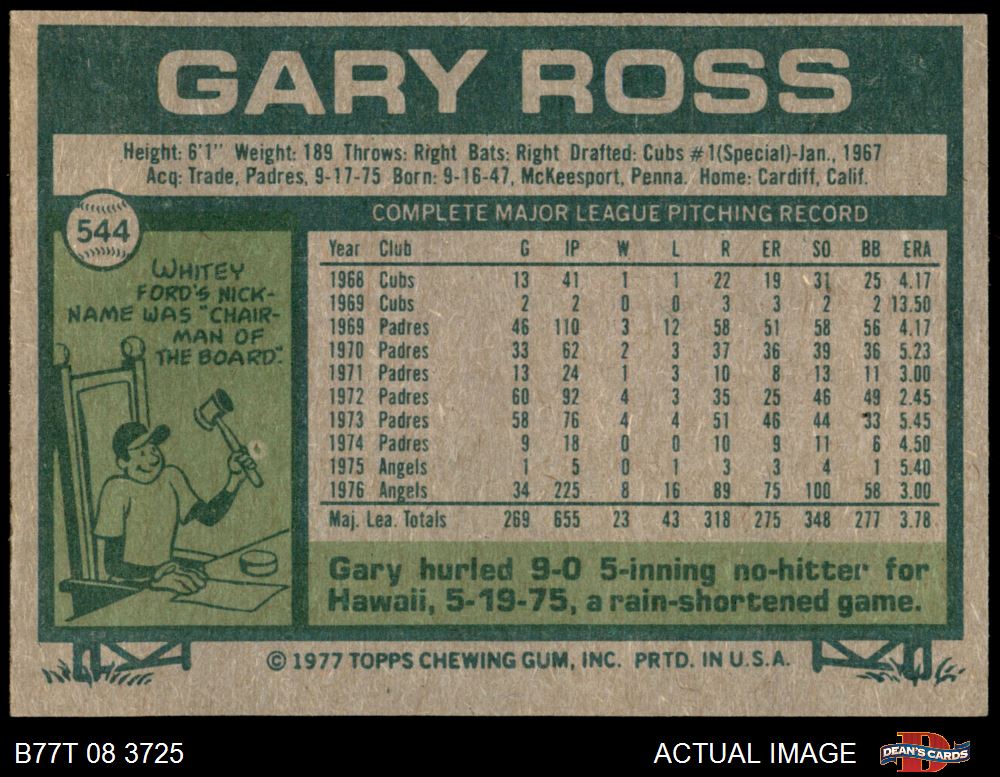 GARY ROSS
Height: 6'1" Weight: 189 Throws: Right Bats: Right Drafted: Cubs #1(Special)-Jan., 1967
Acq: Trade, Padres, 9-17-75 Born: 9-16-47, McKeesport, Penna. Home: Cardiff, Calif.
544
WHITEY
FORD'S NICK-
NAME WAS "CHAIR-
MAN OF
THE BOARD".
COMPLETE MAJOR LEAGUE PITCHING RECORD
Year Club G IP W L R ER SO BB ERA
1968 Cubs 13 41 1 1 22 19 31 25 4.17
1969 Cubs 2 2 0 0 3 3 2 2 13.50
1969 Padres 46 110 3 12 58 51 58 56 4.17
1970 Padres 33 62 2 3 37 36 39 36 5.23
1971 Padres 13 24 1 3 10 8 13 11 3.00
1972 Padres 60 92 4 3 35 25 46 49 2.45
1973 Padres 58 76 4 4 51 46 44 33 5.45
1974 Padres 9 18 0 0 10 9 11 6 4.50
1975 Angels 1 5 0 1 3 3 4 1 5.40
1976 Angels 34 225 8 16 89 75 100 58 3.00
Maj. Lea. Totals 269 655 23 43 318 275 348 277 3.78
Gary hurled 9-0 5-inning no-hitter for
Hawaii, 5-19-75, a rain-shortened game.
© 1977 TOPPS CHEWING GUM, INC. PRTD. IN U.S.A.
B77T 08 3725
ACTUAL IMAGE
D
DEAN'S CARDS